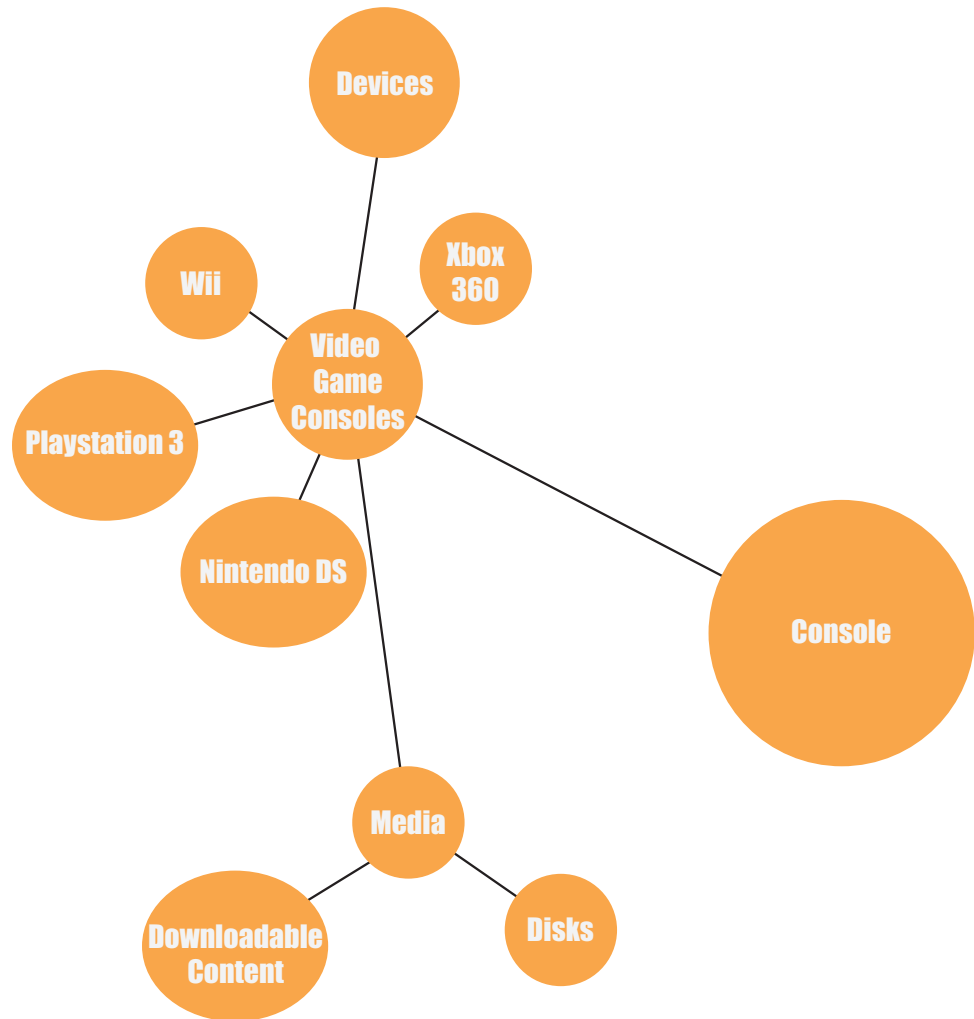 Devices
Xbox
360
Wii
Video
Game
Consoles
Playstation 3
Nintendo DS
Console
Media
Downloadable
Content
Disks